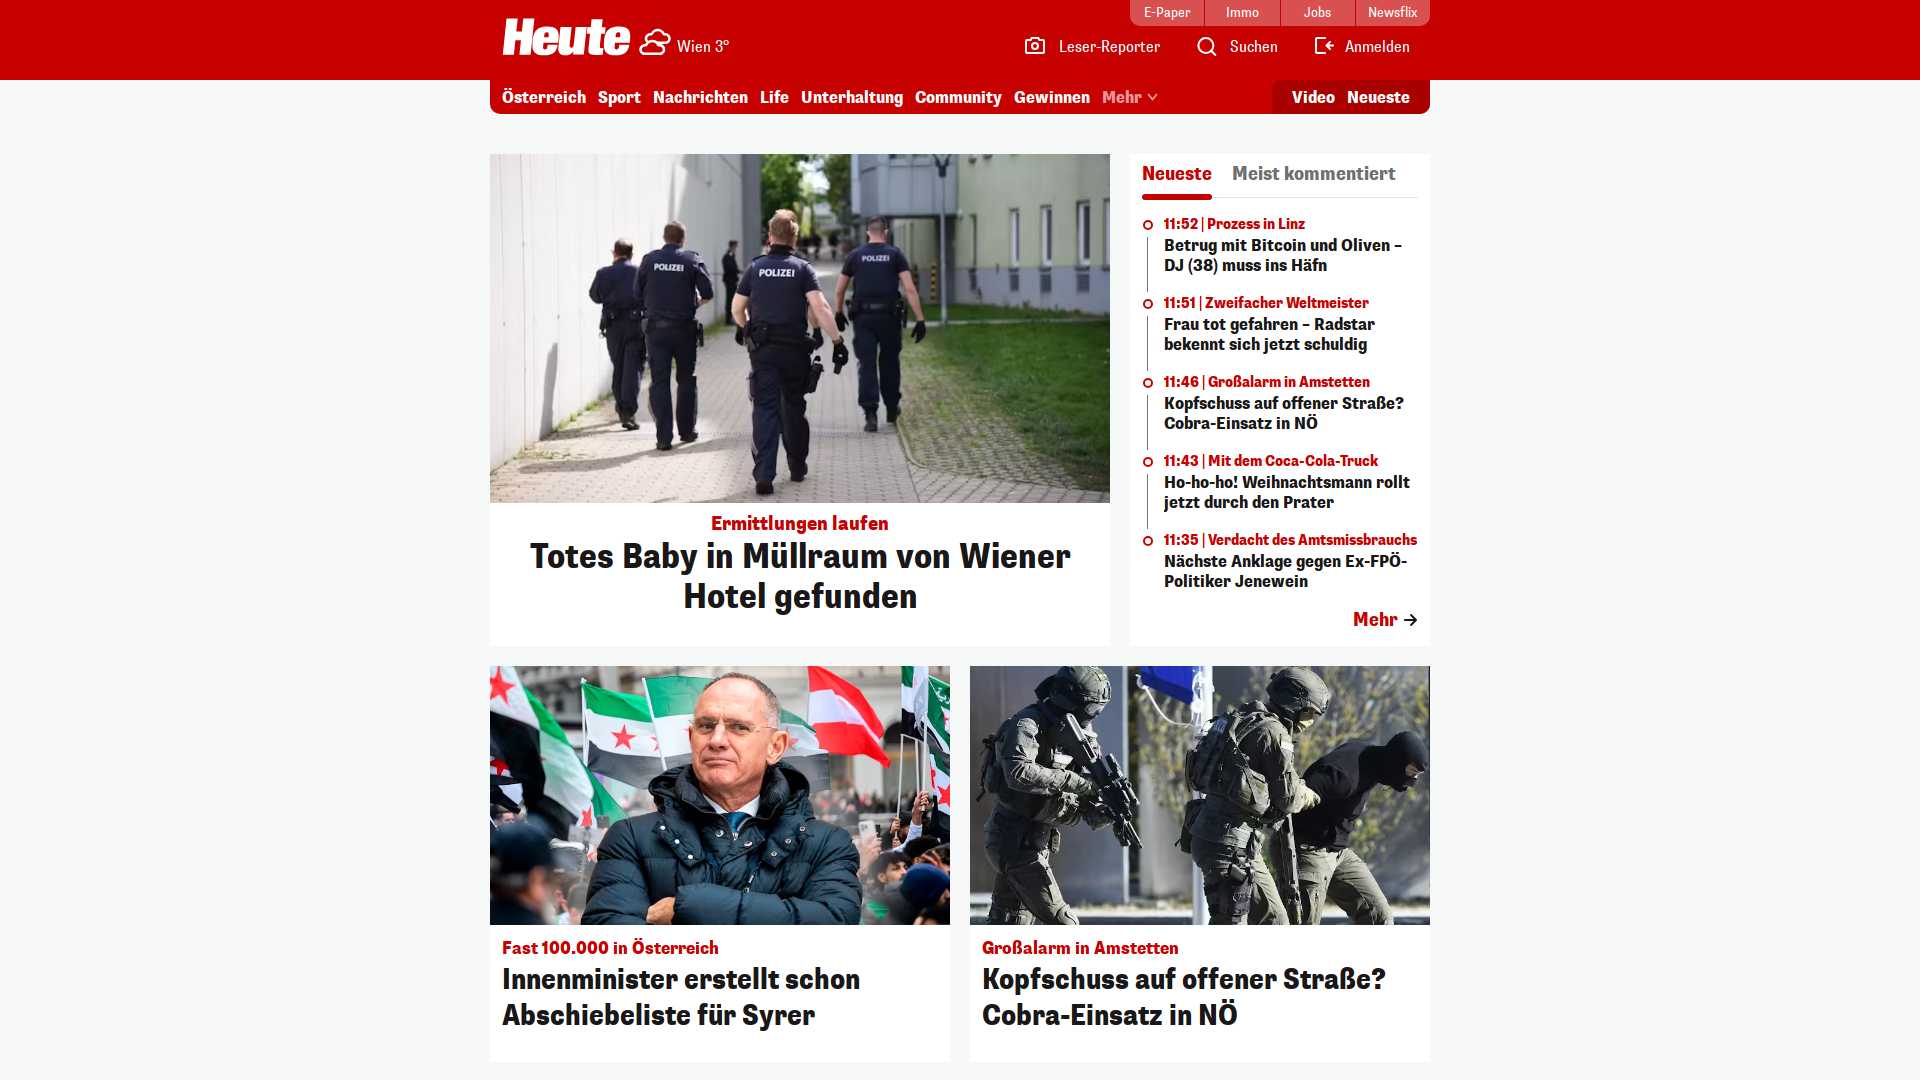 E-Paper
Immo
Jobs
Newsflix
Heute
Wien 3°
Leser-Reporter
Suchen
Anmelden
Österreich
Sport
Nachrichten
Life
Unterhaltung
Community
Gewinnen
Mehr
Video
Neueste
POLIZEI
POLIZEI
POLIZEI
Ermittlungen laufen
Totes Baby in Müllraum von Wiener
Hotel gefunden
Neueste
Meist kommentiert
11:52 | Prozess in Linz
Betrug mit Bitcoin und Oliven –
DJ (38) muss ins Häfn
11:51 | Zweifacher Weltmeister
Frau tot gefahren – Radstar
bekennt sich jetzt schuldig
11:46 | Großalarm in Amstetten
Kopfschuss auf offener Straße?
Cobra-Einsatz in NÖ
11:43 | Mit dem Coca-Cola-Truck
Ho-ho-ho! Weihnachtsmann rollt
jetzt durch den Prater
11:35 | Verdacht des Amtsmissbrauchs
Nächste Anklage gegen Ex-FPÖ-
Politiker Jenewein
Mehr
Fast 100.000 in Österreich
Innenminister erstellt schon
Abschiebeliste für Syrer
Großalarm in Amstetten
Kopfschuss auf offener Straße?
Cobra-Einsatz in NÖ